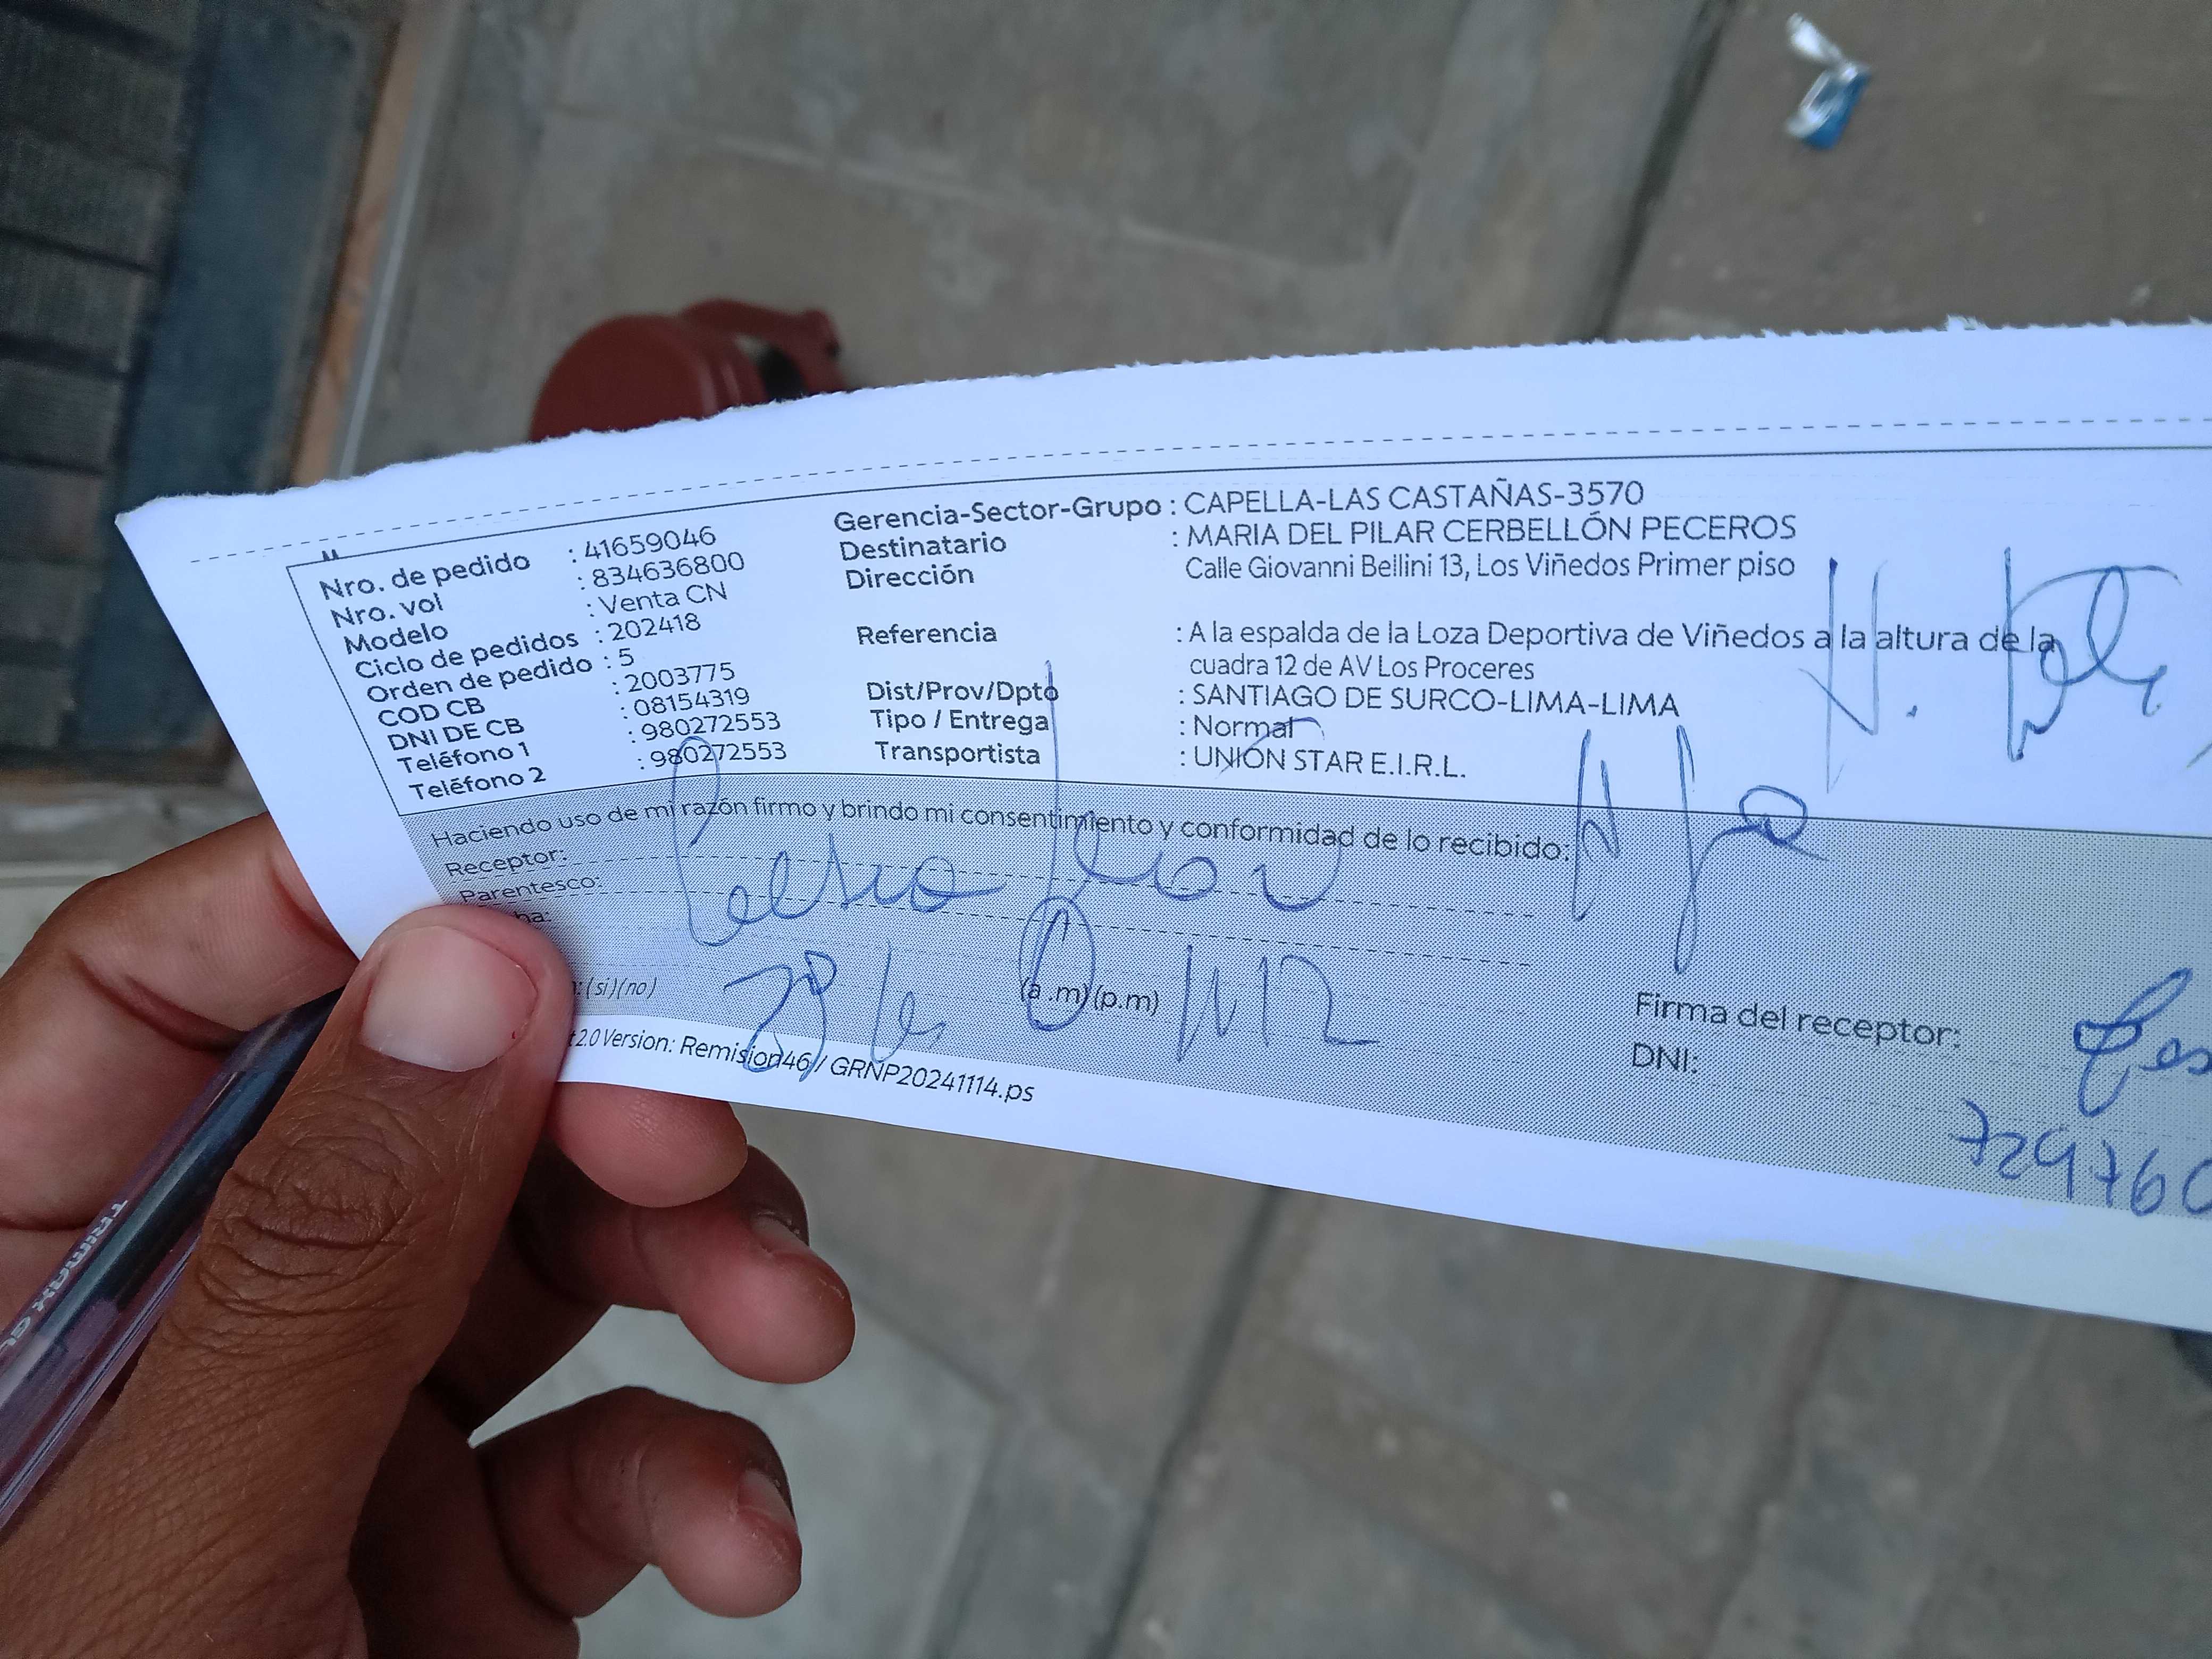 Nro. de pedido : 41659046
Nro. vol : 834636800
Modelo : Venta CN
Ciclo de pedidos : 202418
Orden de pedido : 5
COD CB : 2003775
DNI DE CB : 08154319
Teléfono 1 : 980272553
Teléfono 2 : 980272553
Gerencia-Sector-Grupo : CAPELLA-LAS CASTAÑAS-3570
Destinatario : MARIA DEL PILAR CERBELLÓN PECEROS
Dirección Calle Giovanni Bellini 13, Los Viñedos Primer piso
Referencia : A la espalda de la Loza Deportiva de Viñedos a la altura de la
cuadra 12 de AV Los Proceres
Dist/Prov/Dpto : SANTIAGO DE SURCO-LIMA-LIMA
Tipo / Entrega : Normal
Transportista : UNIÓN STAR E.I.R.L.
Haciendo uso de mi razón firmo y brindo mi consentimiento y conformidad de lo recibido:
Receptor:
Parentesco:
(si)(no) (a.m)(p.m)
Firma del receptor:
DNI: 729760
2.0 Version: Remision46 / GRNP20241114.ps
TRIMAX